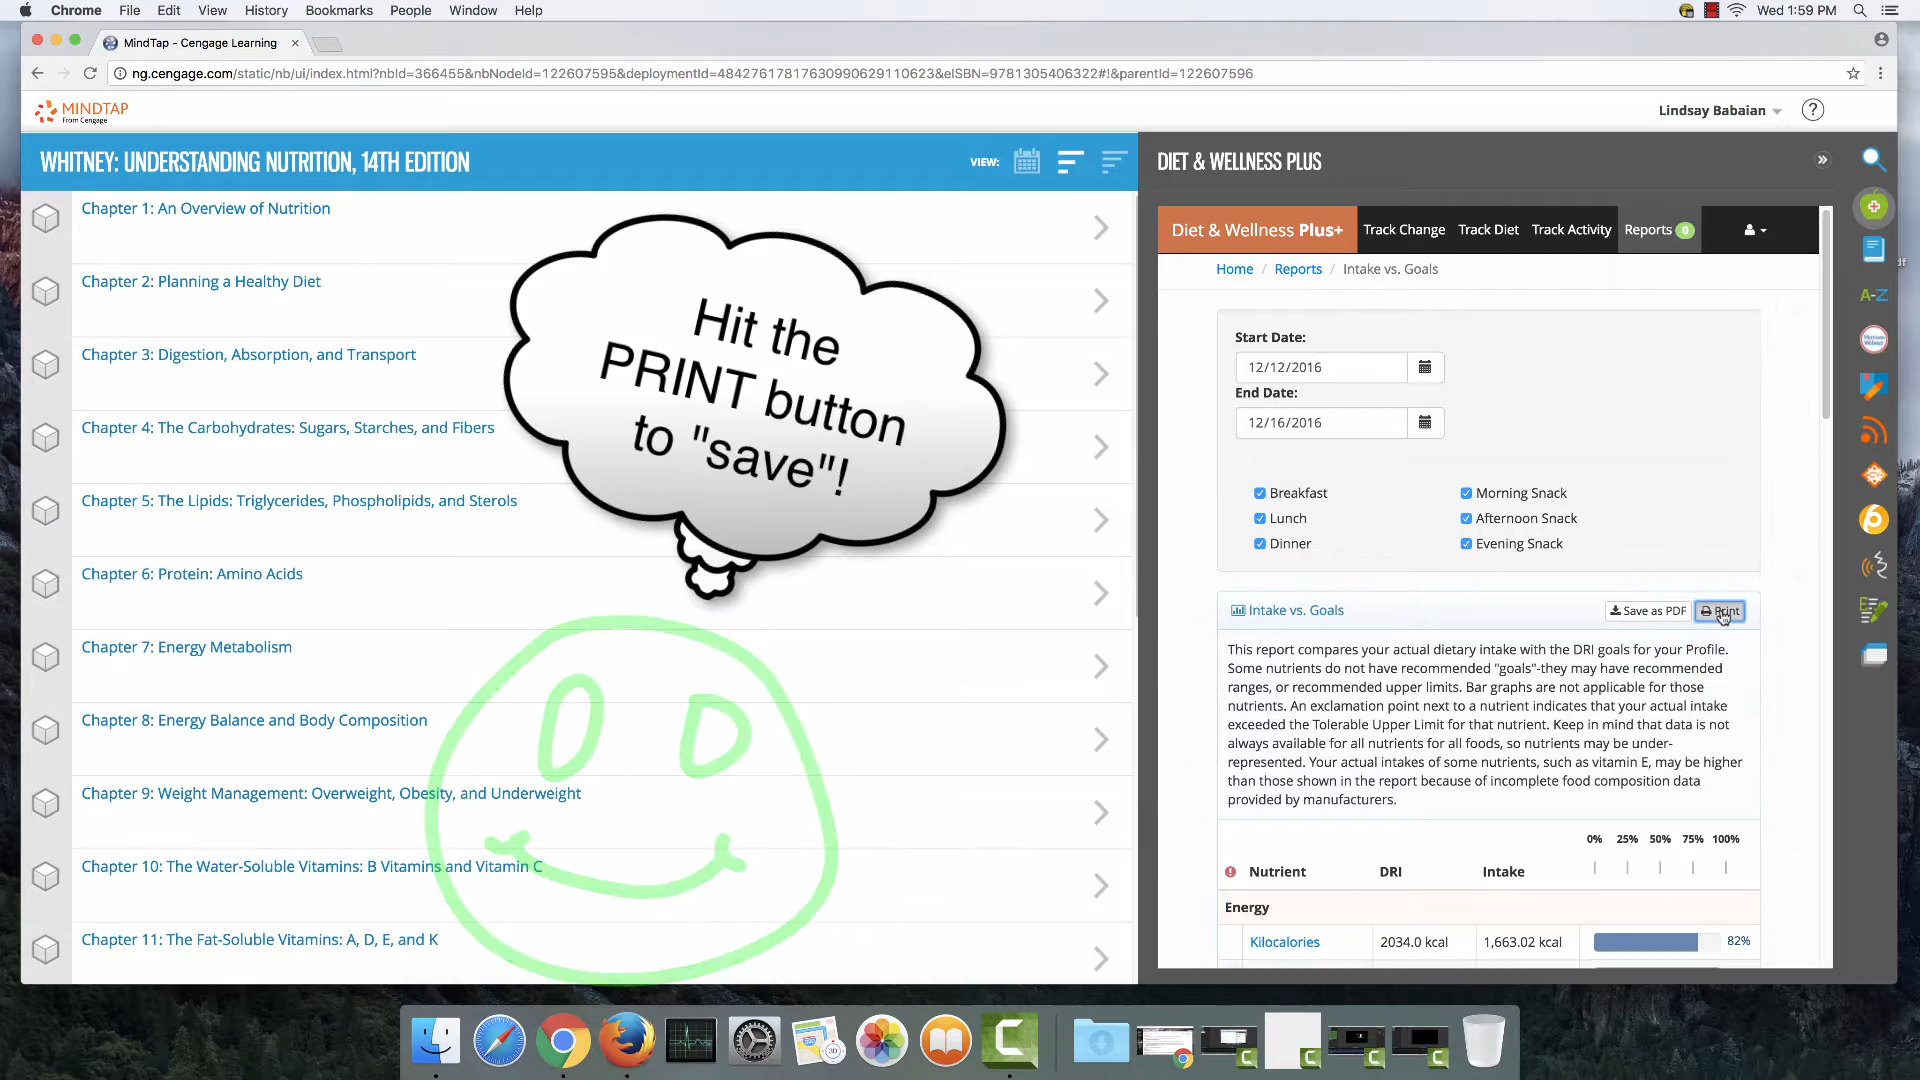 Chrome File Edit View History Bookmarks People Window Help Wed 1:59 PM
MindTap - Cengage Learning
ng.cengage.com/static/nb/ui/index.html?nbId=366455&nbNodeId=122607595&deploymentId=48427617817630990629110623&eISBN=9781305406322#!&parentId=122607596
MINDTAP
From Cengage
Lindsay Babaian
WHITNEY: UNDERSTANDING NUTRITION, 14TH EDITION
VIEW:
Chapter 1: An Overview of Nutrition
Chapter 2: Planning a Healthy Diet
Chapter 3: Digestion, Absorption, and Transport
Chapter 4: The Carbohydrates: Sugars, Starches, and Fibers
Chapter 5: The Lipids: Triglycerides, Phospholipids, and Sterols
Chapter 6: Protein: Amino Acids
Chapter 7: Energy Metabolism
Chapter 8: Energy Balance and Body Composition
Chapter 9: Weight Management: Overweight, Obesity, and Underweight
Chapter 10: The Water-Soluble Vitamins: B Vitamins and Vitamin C
Chapter 11: The Fat-Soluble Vitamins: A, D, E, and K
Hit the
PRINT button
to "save"!
DIET & WELLNESS PLUS
Diet & Wellness Plus+ Track Change Track Diet Track Activity Reports 0
Home / Reports / Intake vs. Goals
Start Date:
12/12/2016
End Date:
12/16/2016
Breakfast Morning Snack
Lunch Afternoon Snack
Dinner Evening Snack
Intake vs. Goals Save as PDF Print
This report compares your actual dietary intake with the DRI goals for your Profile.
Some nutrients do not have recommended "goals"-they may have recommended
ranges, or recommended upper limits. Bar graphs are not applicable for those
nutrients. An exclamation point next to a nutrient indicates that your actual intake
exceeded the Tolerable Upper Limit for that nutrient. Keep in mind that data is not
always available for all nutrients for all foods, so nutrients may be under-
represented. Your actual intakes of some nutrients, such as vitamin E, may be higher
than those shown in the report because of incomplete food composition data
provided by manufacturers.
0% 25% 50% 75% 100%
Nutrient DRI Intake
Energy
Kilocalories 2034.0 kcal 1,663.02 kcal 82%
A-Z